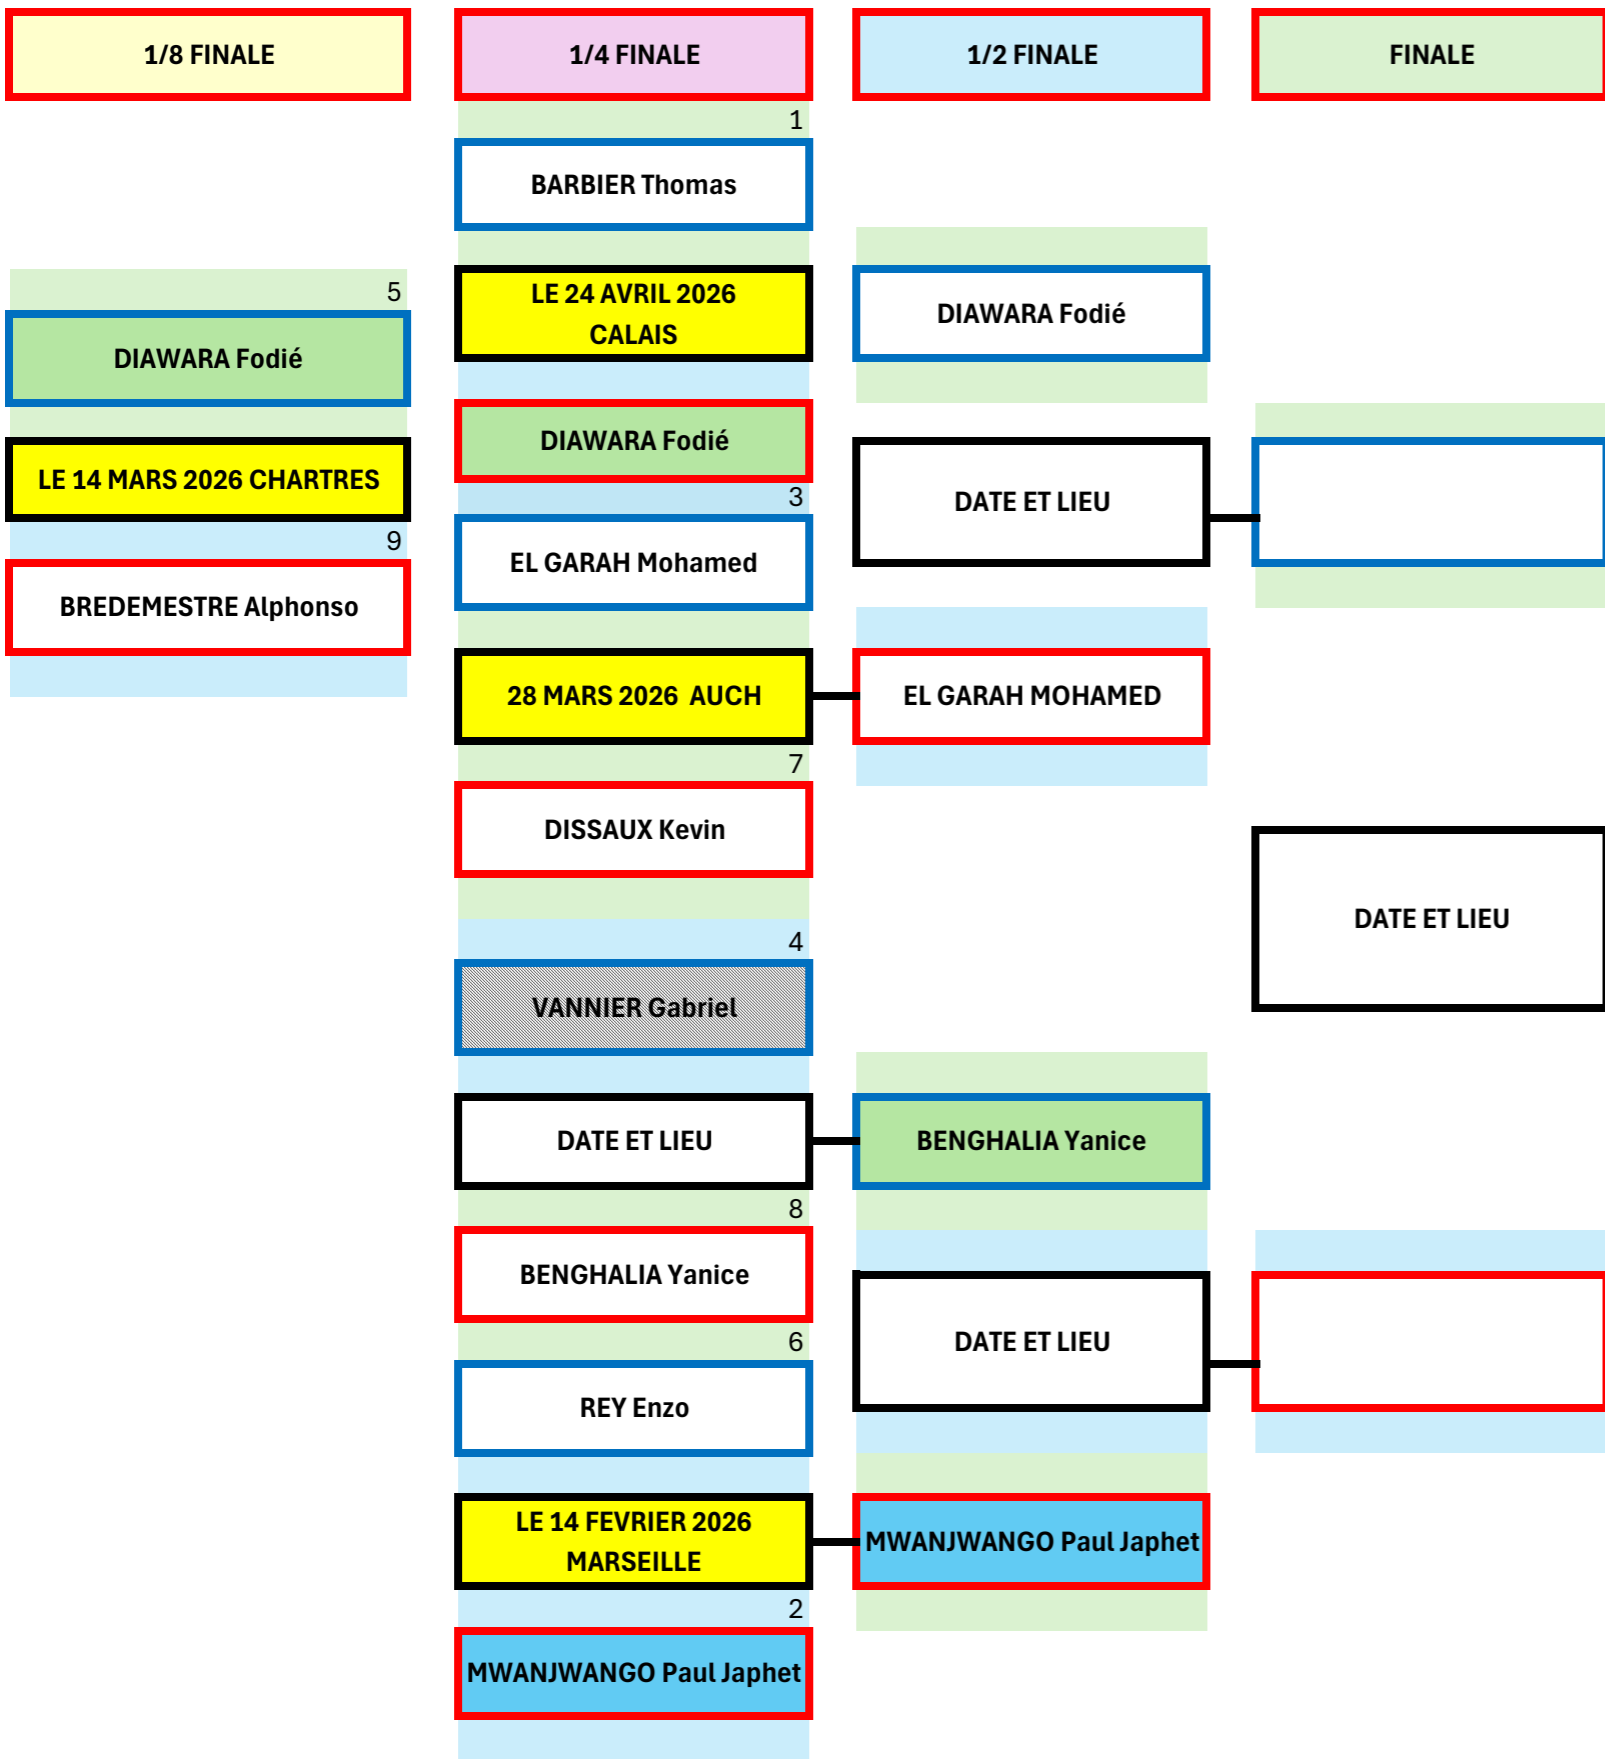 1/8 FINALE
1/4 FINALE
1/2 FINALE
FINALE
1
BARBIER Thomas
LE 24 AVRIL 2026
CALAIS
DIAWARA Fodié
5
DIAWARA Fodié
DIAWARA Fodié
LE 14 MARS 2026 CHARTRES
3
DATE ET LIEU
9
EL GARAH Mohamed
BREDEMESTRE Alphonso
28 MARS 2026 AUCH
EL GARAH MOHAMED
7
DISSAUX Kevin
DATE ET LIEU
4
VANNIER Gabriel
DATE ET LIEU
BENGHALIA Yanice
8
BENGHALIA Yanice
6
DATE ET LIEU
REY Enzo
LE 14 FEVRIER 2026
MARSEILLE
MWANJWANGO Paul Japhet
2
MWANJWANGO Paul Japhet